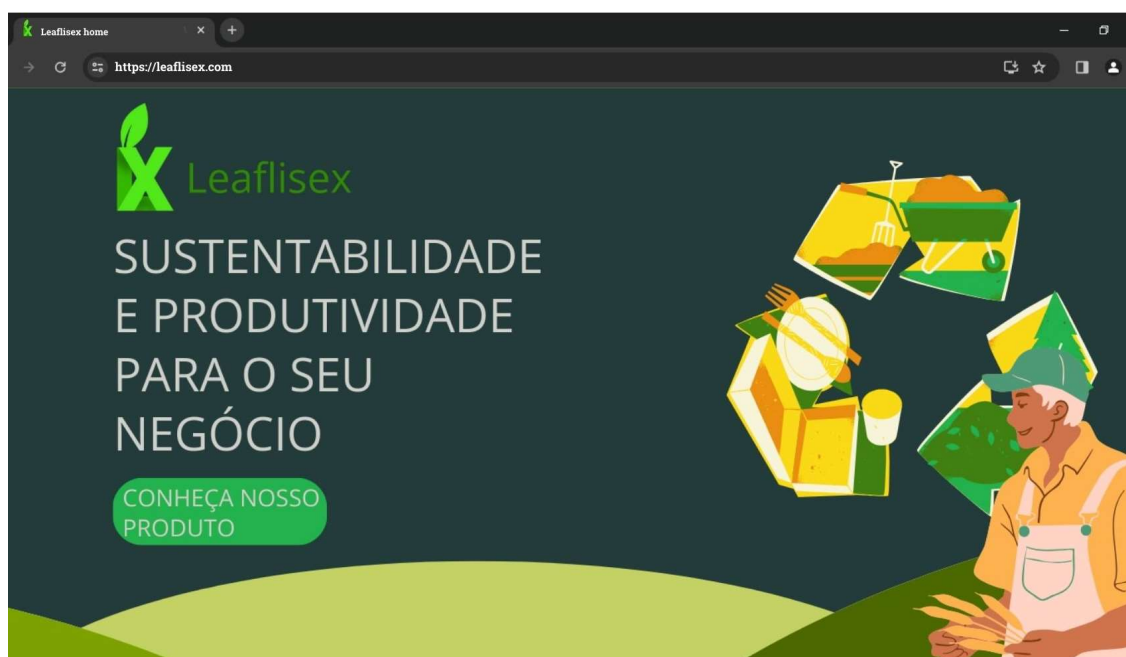 Leaflisex home
https://leaflisex.com
X Leaflisex
SUSTENTABILIDADE
E PRODUTIVIDADE
PARA O SEU
NEGÓCIO
CONHEÇA NOSSO
PRODUTO